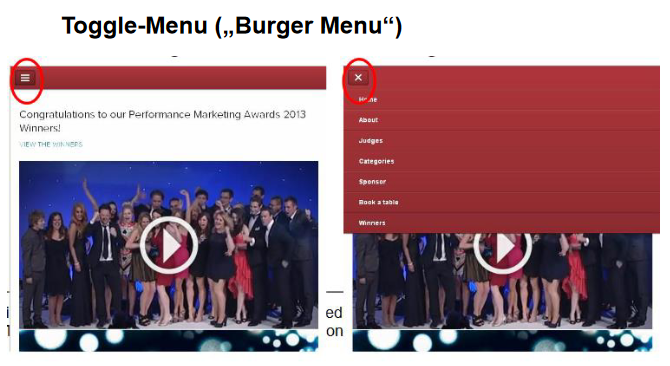 Toggle-Menu („Burger Menu“)
Congratulations to our Performance Marketing Awards 2013
Winners!
VIEW THE WINNERS
Home
About
Judges
Categories
Sponsor
Book a table
Winners
ed
on